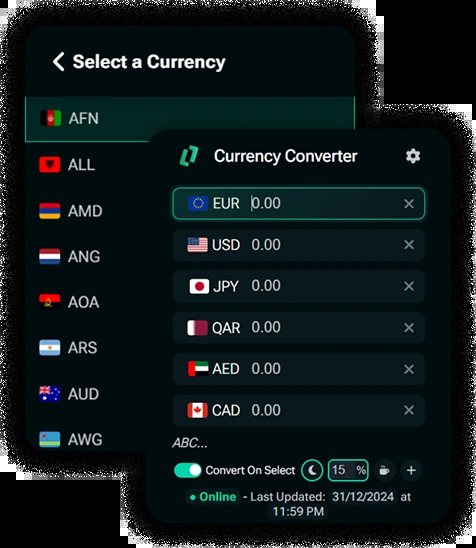 Select a Currency
AFN
ALL
AMD
ANG
AOA
ARS
AUD
AWG
Currency Converter
EUR 0.00
USD 0.00
JPY 0.00
QAR 0.00
AED 0.00
CAD 0.00
ABC...
Convert On Select 15 %
Online - Last Updated: 31/12/2024 at
11:59 PM